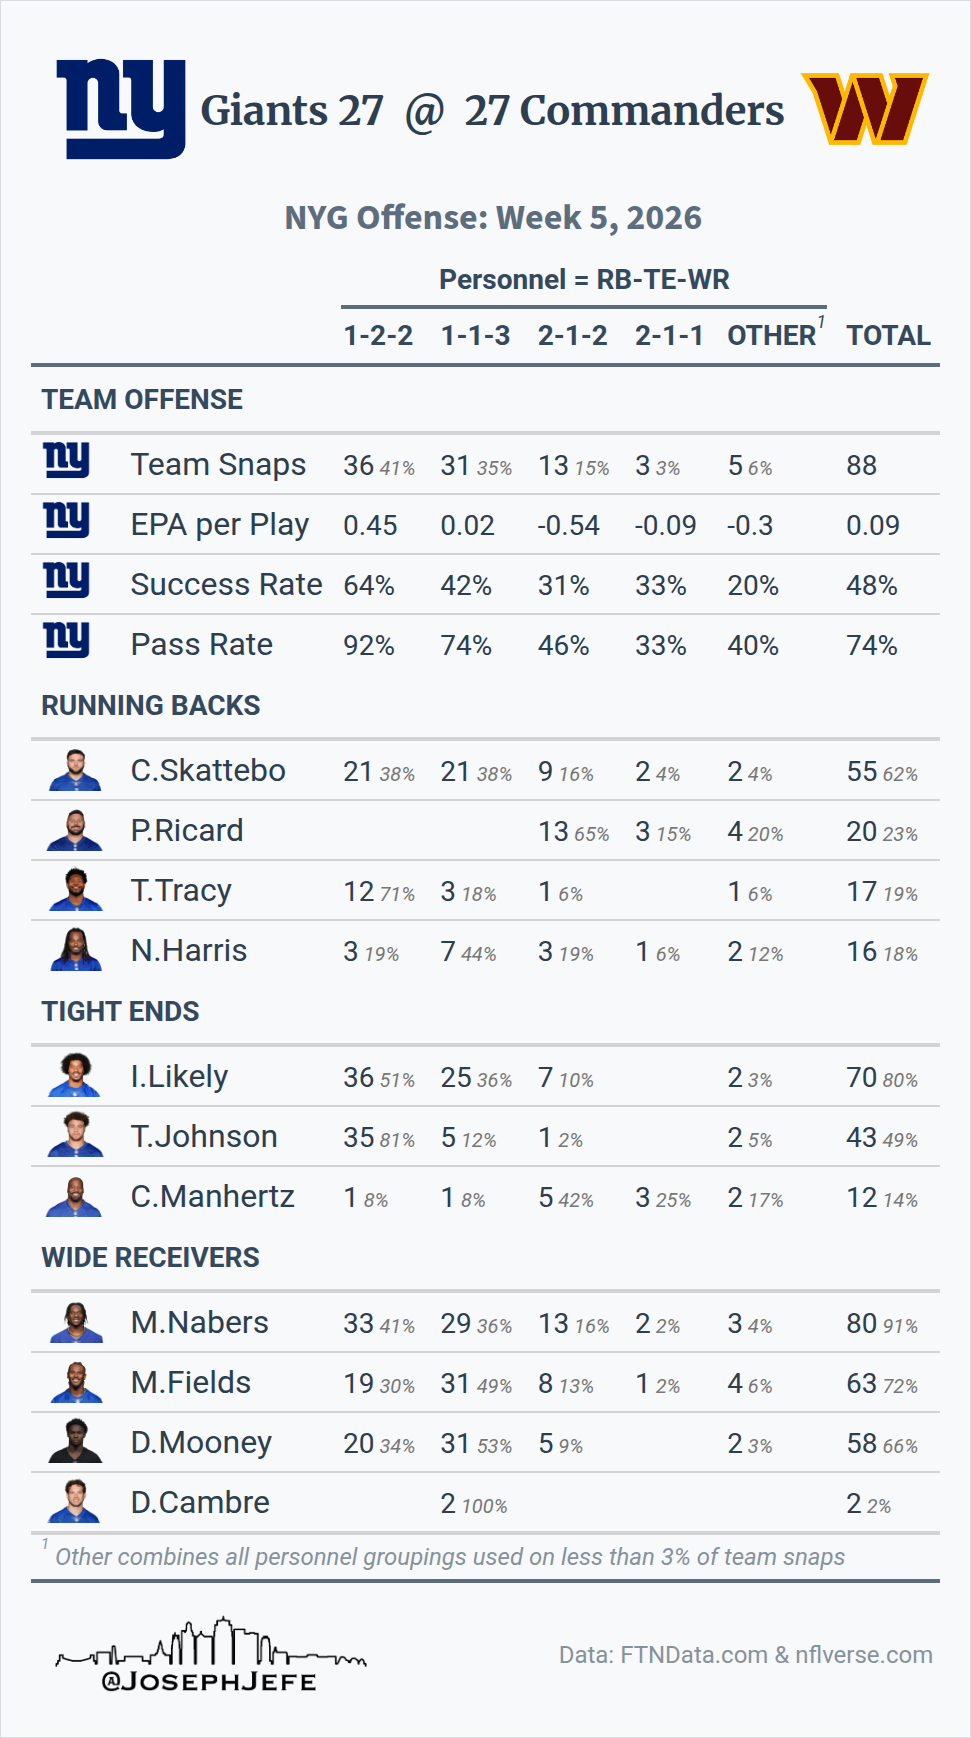 ny Giants 27 @ 27 Commanders W
NYG Offense: Week 5, 2026
Personnel = RB-TE-WR
1-2-2 1-1-3 2-1-2 2-1-1 OTHER¹ TOTAL
TEAM OFFENSE
ny Team Snaps 36 41% 31 35% 13 15% 3 3% 5 6% 88
ny EPA per Play 0.45 0.02 -0.54 -0.09 -0.3 0.09
ny Success Rate 64% 42% 31% 33% 20% 48%
ny Pass Rate 92% 74% 46% 33% 40% 74%
RUNNING BACKS
C.Skattebo 21 38% 21 38% 9 16% 2 4% 2 4% 55 62%
P.Ricard 13 65% 3 15% 4 20% 20 23%
T.Tracy 12 71% 3 18% 1 6% 1 6% 17 19%
N.Harris 3 19% 7 44% 3 19% 1 6% 2 12% 16 18%
TIGHT ENDS
I.Likely 36 51% 25 36% 7 10% 2 3% 70 80%
T.Johnson 35 81% 5 12% 1 2% 2 5% 43 49%
C.Manhertz 1 8% 1 8% 5 42% 3 25% 2 17% 12 14%
WIDE RECEIVERS
M.Nabers 33 41% 29 36% 13 16% 2 2% 3 4% 80 91%
M.Fields 19 30% 31 49% 8 13% 1 2% 4 6% 63 72%
D.Mooney 20 34% 31 53% 5 9% 2 3% 58 66%
D.Cambre 2 100% 2 2%
¹ Other combines all personnel groupings used on less than 3% of team snaps
@JOSEPHJEFE
Data: FTNData.com & nflverse.com